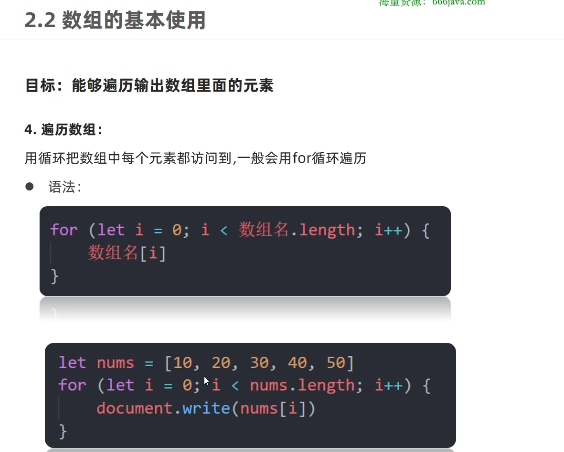 海量资源：666java.com
2.2 数组的基本使用
目标：能够遍历输出数组里面的元素
4. 遍历数组：
用循环把数组中每个元素都访问到,一般会用for循环遍历
● 语法：
for (let i = 0; i < 数组名.length; i++) {
数组名[i]
}
let nums = [10, 20, 30, 40, 50]
for (let i = 0; i < nums.length; i++) {
document.write(nums[i])
}